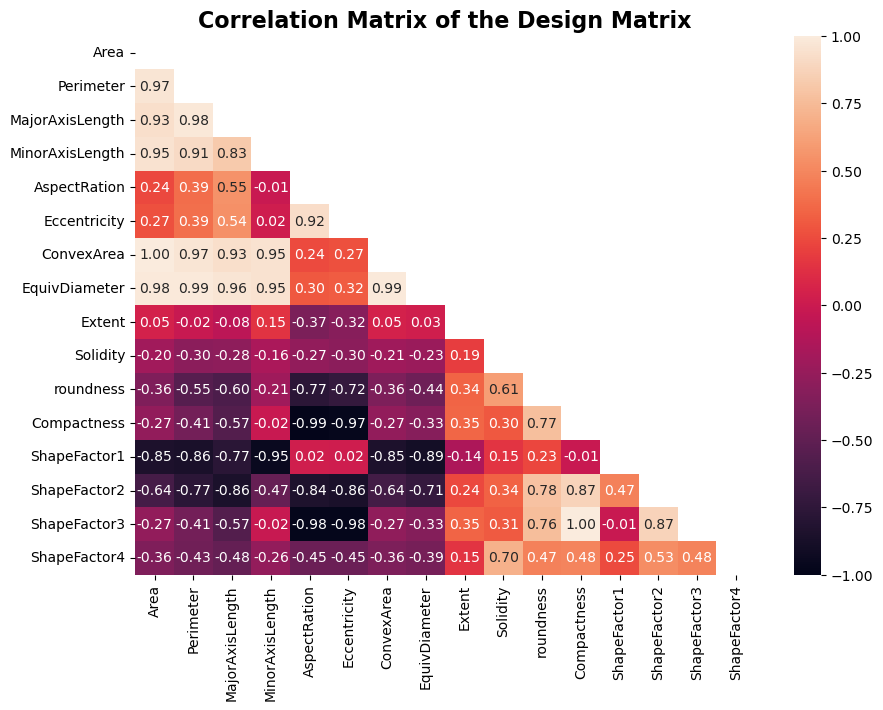 Correlation Matrix of the Design Matrix
Area
Perimeter 0.97
MajorAxisLength 0.93 0.98
MinorAxisLength 0.95 0.91 0.83
AspectRation 0.24 0.39 0.55 -0.01
Eccentricity 0.27 0.39 0.54 0.02 0.92
ConvexArea 1.00 0.97 0.93 0.95 0.24 0.27
EquivDiameter 0.98 0.99 0.96 0.95 0.30 0.32 0.99
Extent 0.05 -0.02 -0.08 0.15 -0.37 -0.32 0.05 0.03
Solidity -0.20 -0.30 -0.28 -0.16 -0.27 -0.30 -0.21 -0.23 0.19
roundness -0.36 -0.55 -0.60 -0.21 -0.77 -0.72 -0.36 -0.44 0.34 0.61
Compactness -0.27 -0.41 -0.57 -0.02 -0.99 -0.97 -0.27 -0.33 0.35 0.30 0.77
ShapeFactor1 -0.85 -0.86 -0.77 -0.95 0.02 0.02 -0.85 -0.89 -0.14 0.15 0.23 -0.01
ShapeFactor2 -0.64 -0.77 -0.86 -0.47 -0.84 -0.86 -0.64 -0.71 0.24 0.34 0.78 0.87 0.47
ShapeFactor3 -0.27 -0.41 -0.57 -0.02 -0.98 -0.98 -0.27 -0.33 0.35 0.31 0.76 1.00 -0.01 0.87
ShapeFactor4 -0.36 -0.43 -0.48 -0.26 -0.45 -0.45 -0.36 -0.39 0.15 0.70 0.47 0.48 0.25 0.53 0.48
Area
Perimeter
MajorAxisLength
MinorAxisLength
AspectRation
Eccentricity
ConvexArea
EquivDiameter
Extent
Solidity
roundness
Compactness
ShapeFactor1
ShapeFactor2
ShapeFactor3
ShapeFactor4
1.00
0.75
0.50
0.25
0.00
−0.25
−0.50
−0.75
−1.00